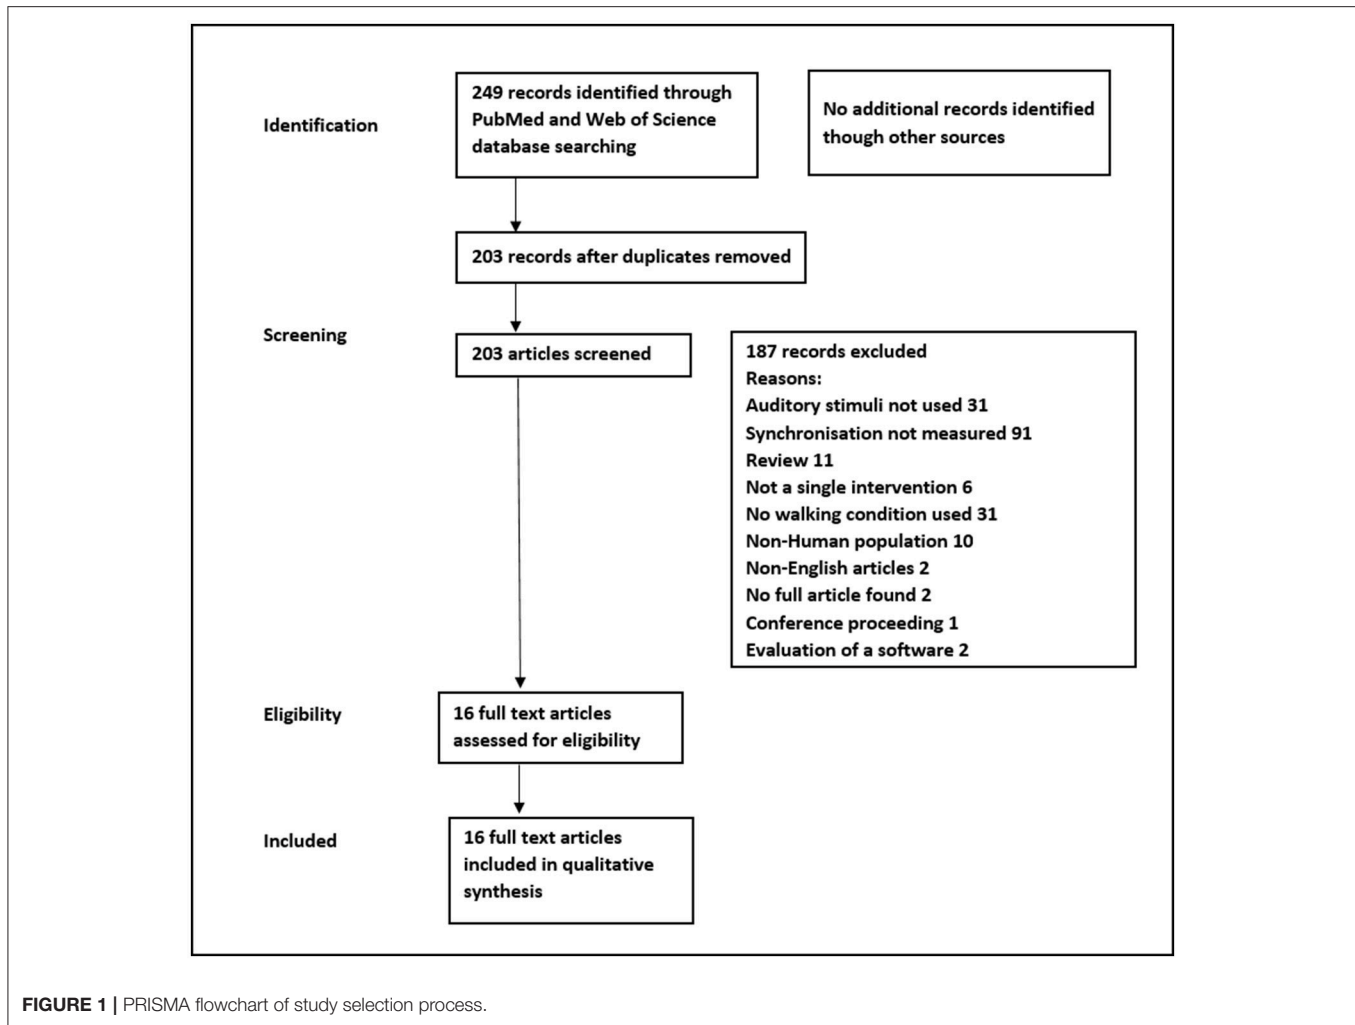 Identification
249 records identified through
PubMed and Web of Science
database searching
No additional records identified
though other sources
203 records after duplicates removed
Screening
203 articles screened
187 records excluded
Reasons:
Auditory stimuli not used 31
Synchronisation not measured 91
Review 11
Not a single intervention 6
No walking condition used 31
Non-Human population 10
Non-English articles 2
No full article found 2
Conference proceeding 1
Evaluation of a software 2
Eligibility
16 full text articles
assessed for eligibility
Included
16 full text articles
included in qualitative
synthesis
FIGURE 1 | PRISMA flowchart of study selection process.